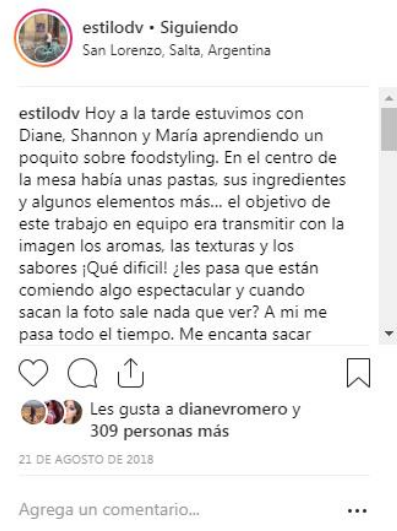 estilodv • Siguiendo
San Lorenzo, Salta, Argentina
estilodv Hoy a la tarde estuvimos con
Diane, Shannon y María aprendiendo un
poquito sobre foodstyling. En el centro de
la mesa había unas pastas, sus ingredientes
y algunos elementos más... el objetivo de
este trabajo en equipo era transmitir con la
imagen los aromas, las texturas y los
sabores ¡Qué dificil! ¿les pasa que están
comiendo algo espectacular y cuando
sacan la foto sale nada que ver? A mi me
pasa todo el tiempo. Me encanta sacar
Les gusta a dianevromero y
309 personas más
21 DE AGOSTO DE 2018
Agrega un comentario...